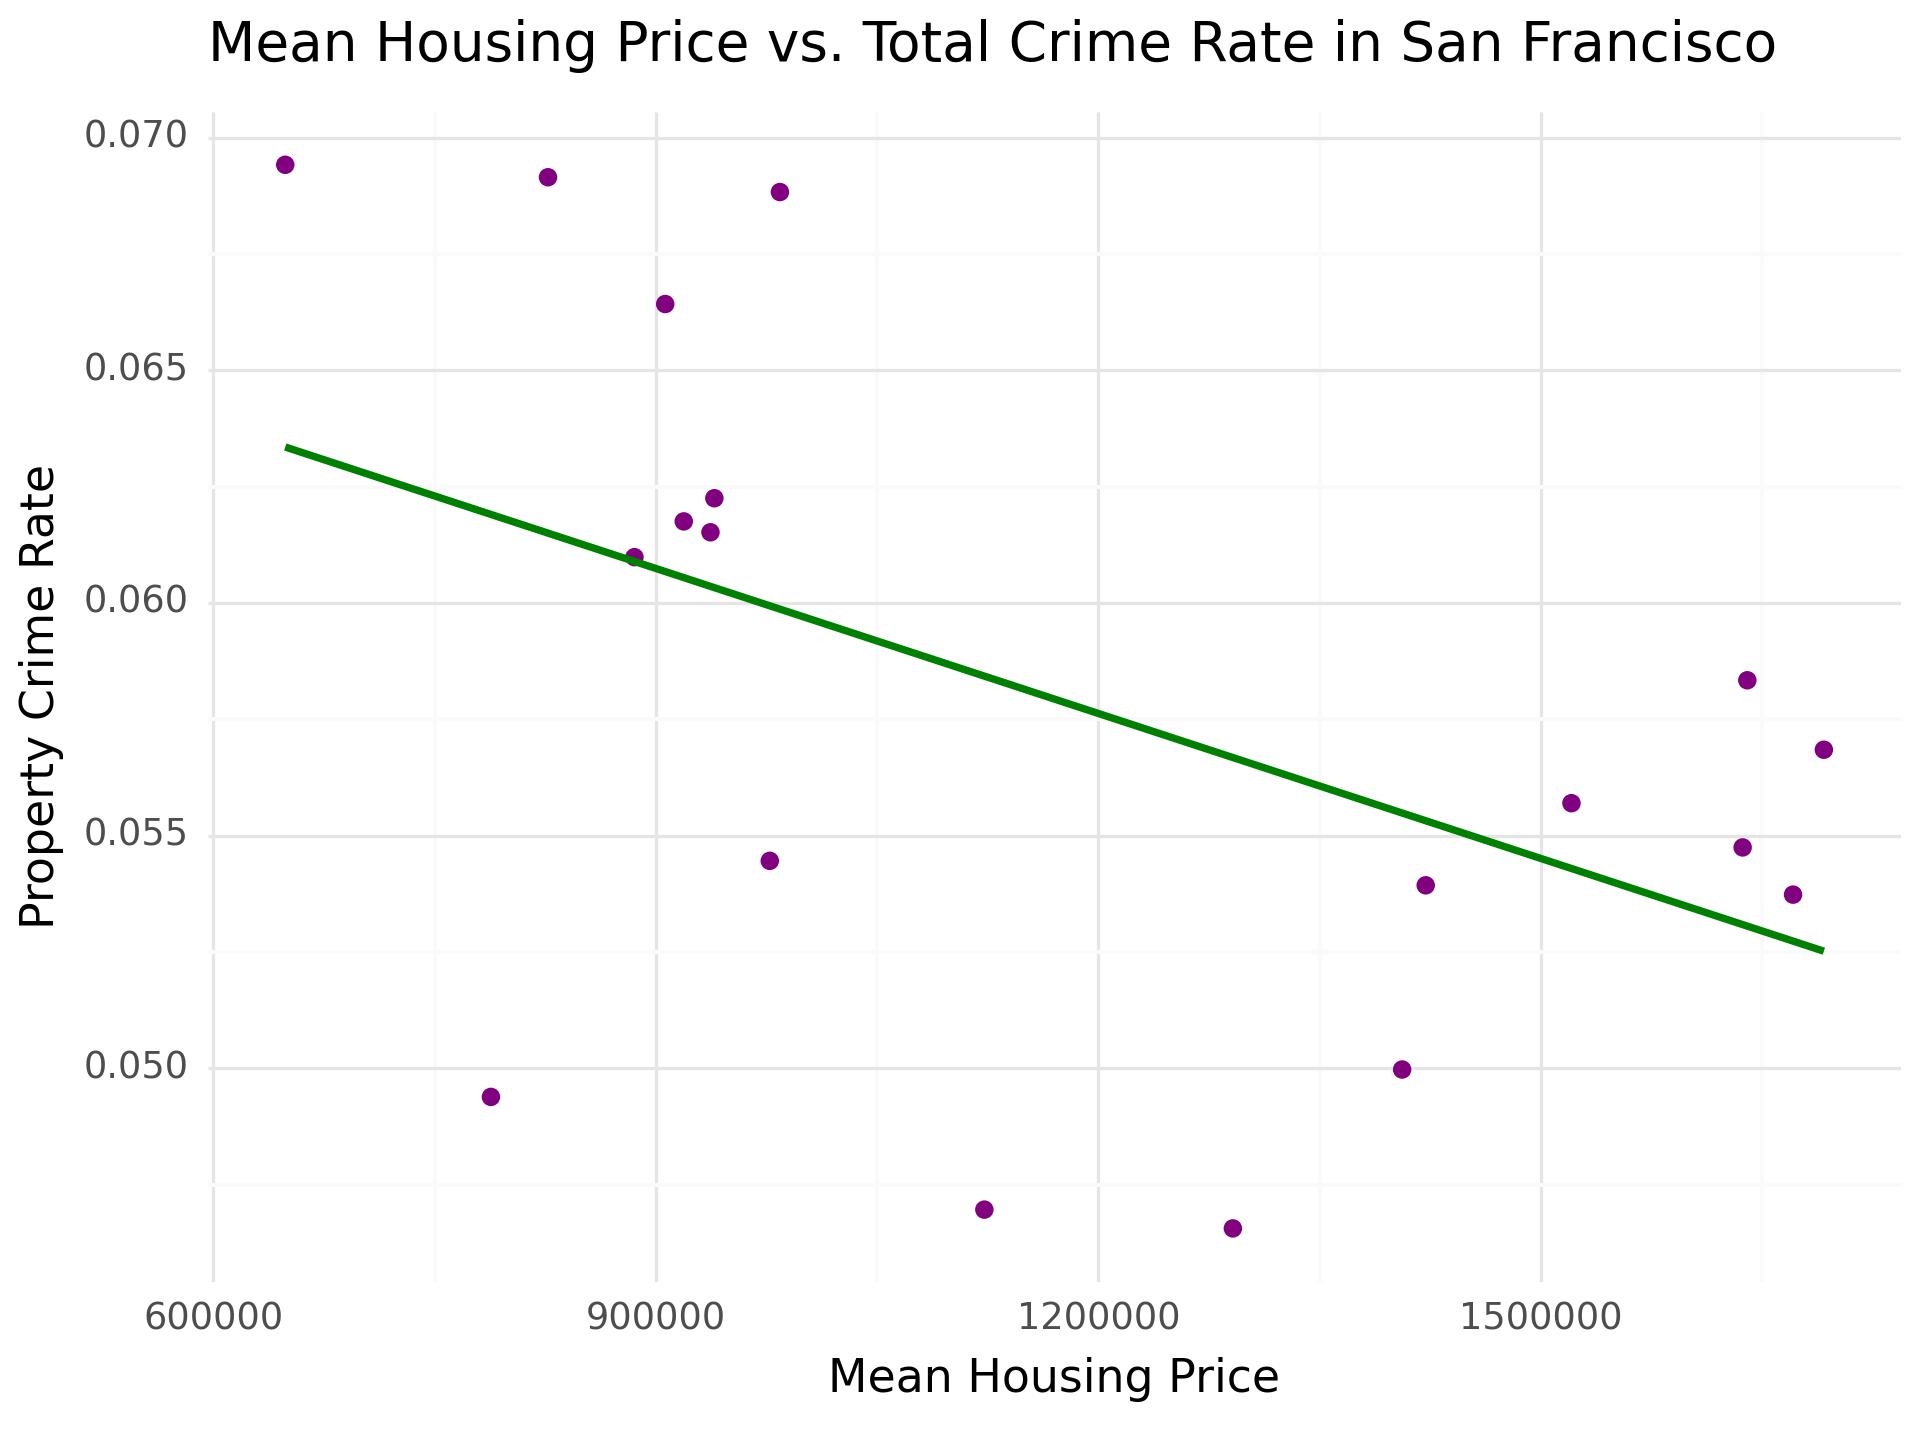 Mean Housing Price vs. Total Crime Rate in San Francisco
0.070
0.065
0.060
0.055
0.050
Property Crime Rate
600000 900000 1200000 1500000
Mean Housing Price